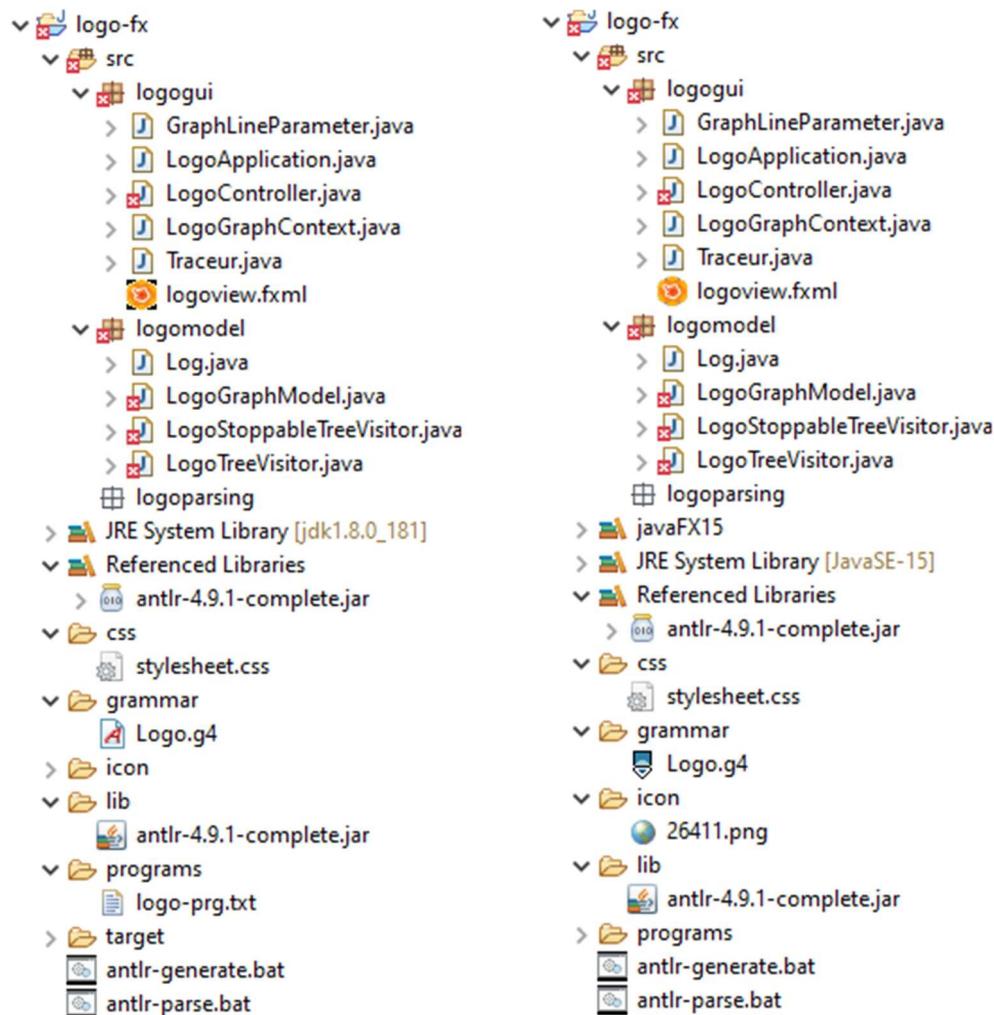 logo-fx
src
logogui
GraphLineParameter.java
LogoApplication.java
LogoController.java
LogoGraphContext.java
Traceur.java
logoview.fxml
logomodel
Log.java
LogoGraphModel.java
LogoStoppableTreeVisitor.java
LogoTreeVisitor.java
logoparsing
JRE System Library [jdk1.8.0_181]
Referenced Libraries
antlr-4.9.1-complete.jar
css
stylesheet.css
grammar
Logo.g4
icon
lib
antlr-4.9.1-complete.jar
programs
logo-prg.txt
target
antlr-generate.bat
antlr-parse.bat
logo-fx
src
logogui
GraphLineParameter.java
LogoApplication.java
LogoController.java
LogoGraphContext.java
Traceur.java
logoview.fxml
logomodel
Log.java
LogoGraphModel.java
LogoStoppableTreeVisitor.java
LogoTreeVisitor.java
logoparsing
javaFX15
JRE System Library [JavaSE-15]
Referenced Libraries
antlr-4.9.1-complete.jar
css
stylesheet.css
grammar
Logo.g4
icon
26411.png
lib
antlr-4.9.1-complete.jar
programs
antlr-generate.bat
antlr-parse.bat